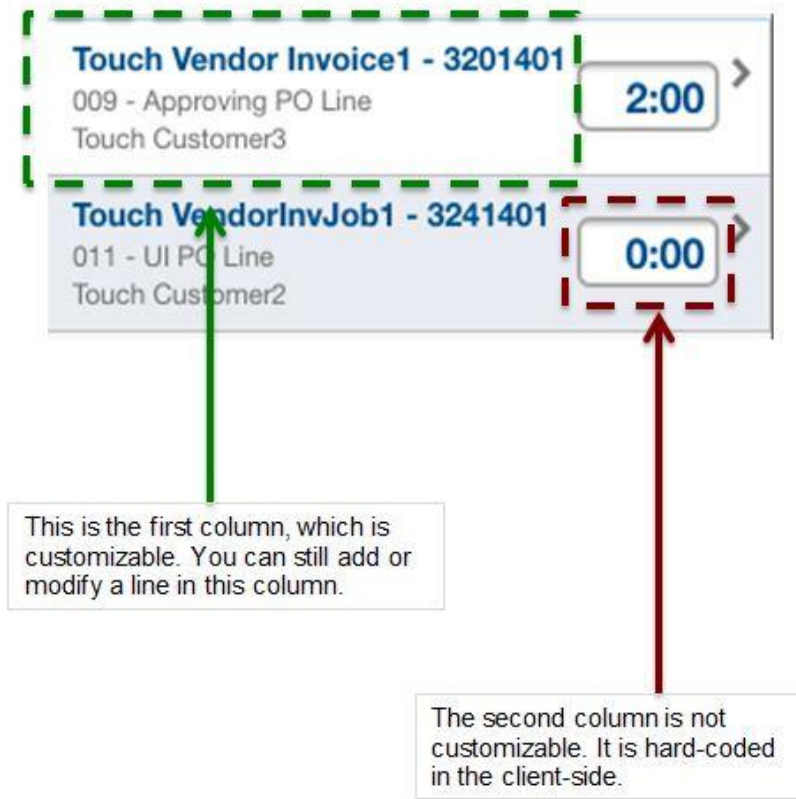 Touch Vendor Invoice1 - 3201401
009 - Approving PO Line
Touch Customer3
2:00
Touch VendorInvJob1 - 3241401
011 - UI PO Line
Touch Customer2
0:00
This is the first column, which is
customizable. You can still add or
modify a line in this column.
The second column is not
customizable. It is hard-coded
in the client-side.